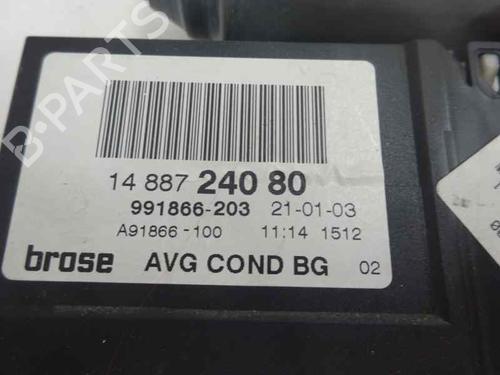 14 887 240 80
991866-203 21-01-03
A91866-100 11:14 1512
brose AVG COND BG 02